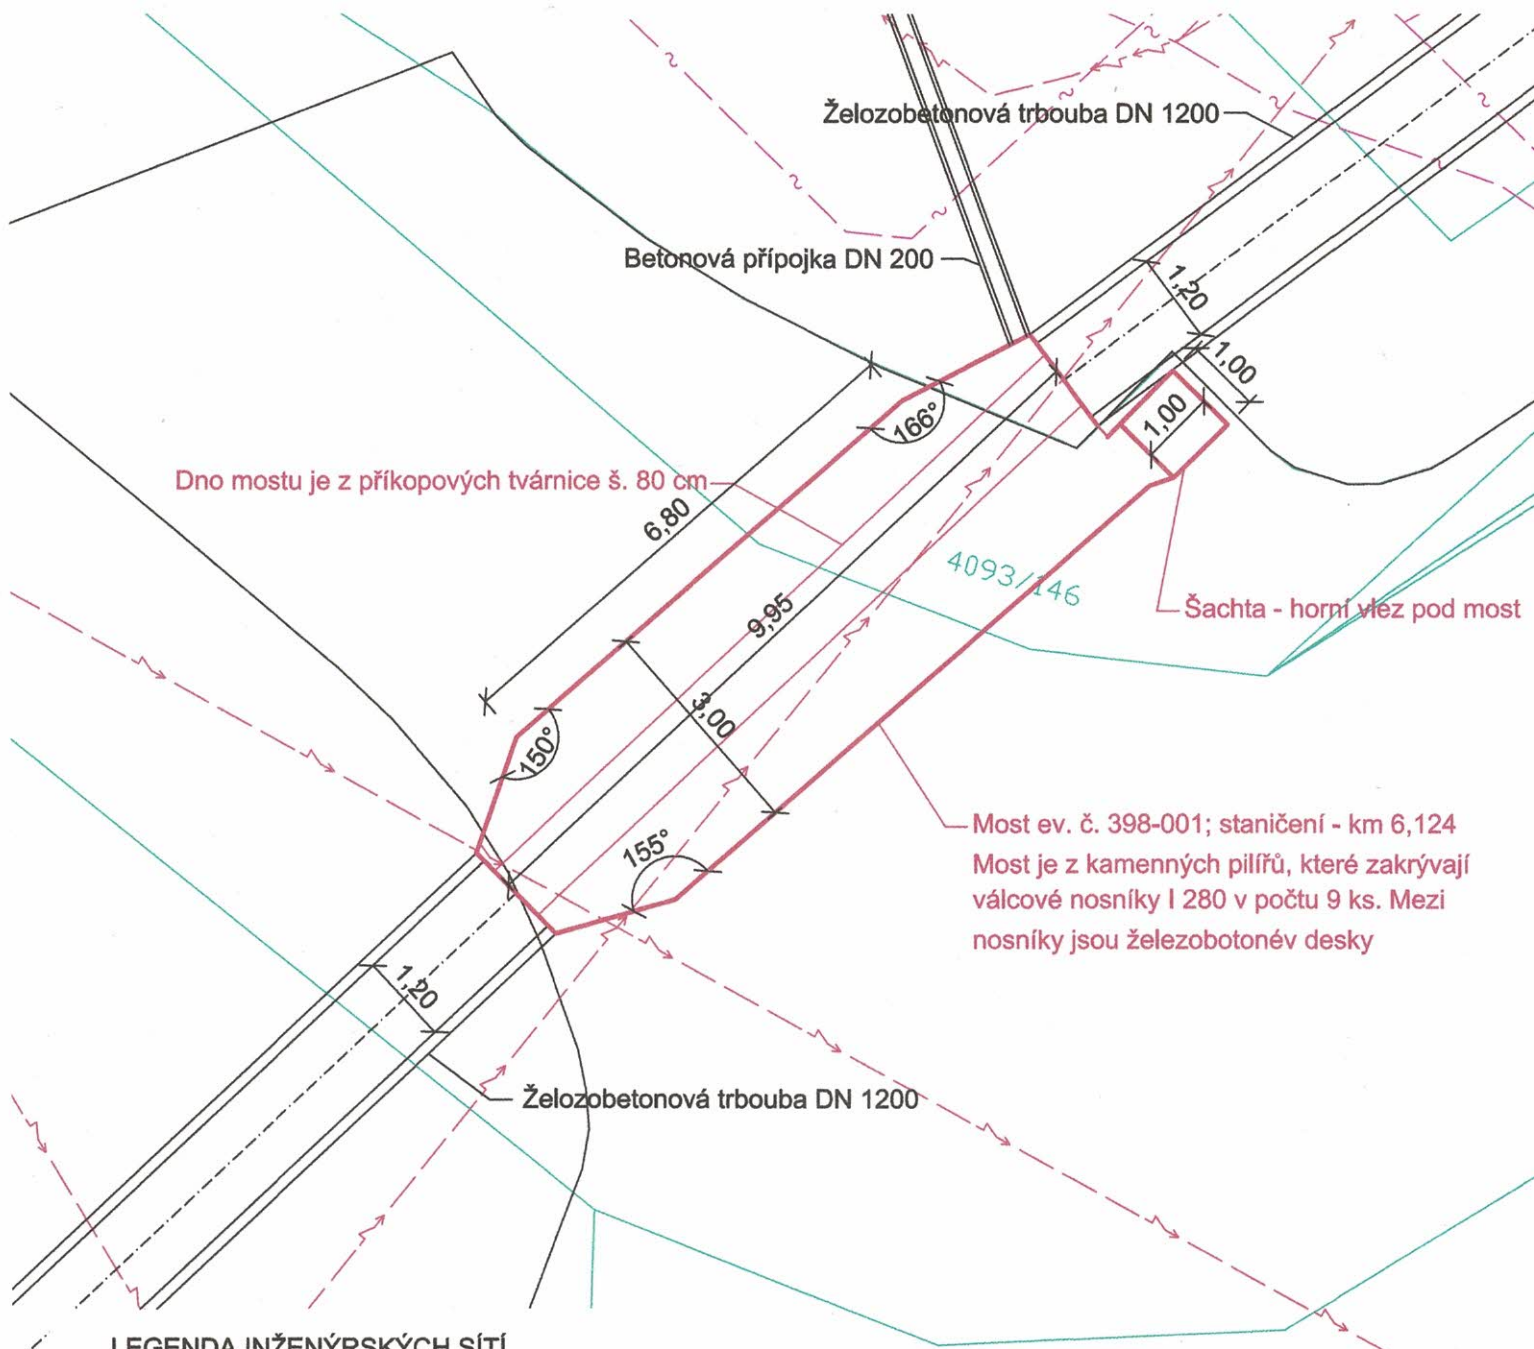 Želozobetonová trbouba DN 1200
Betonová přípojka DN 200
1,20
1,00
1,00
166°
Dno mostu je z příkopových tvárnice š. 80 cm
6,80
4093/146
9,95
Šachta - horní vlez pod most
3,00
150°
Most ev. č. 398-001; staničení - km 6,124
155°
Most je z kamenných pilířů, které zakrývají
válcové nosníky I 280 v počtu 9 ks. Mezi
nosníky jsou železobotonév desky
1,20
Želozobetonová trbouba DN 1200
LEGENDA INŽENÝRSKÝCH SÍTÍ